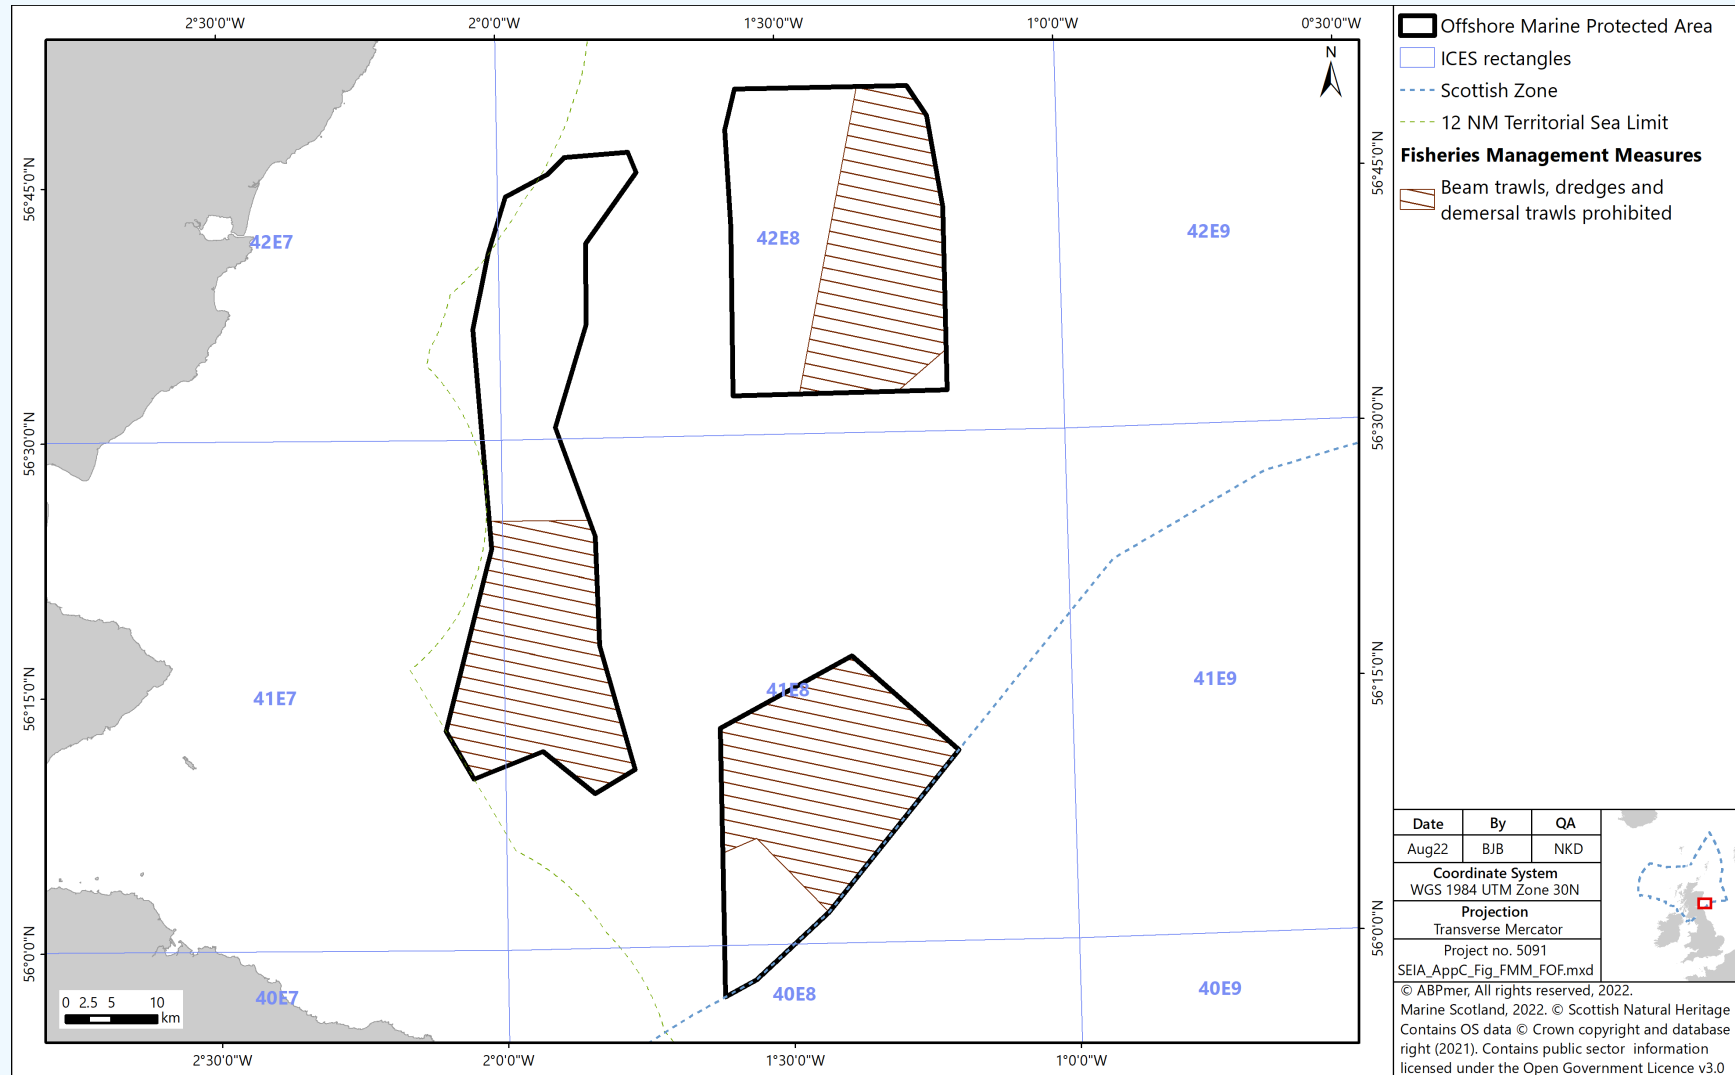 2°30'0"W
2°0'0"W
1°30'0"W
1°0'0"W
0°30'0"W
N
56°45'0"N
56°45'0"N
42E7
42E8
42E9
56°30'0"N
56°30'0"N
41E7
41E8
41E9
56°15'0"N
56°15'0"N
56°0'0"N
56°0'0"N
40E7
40E8
40E9
0 2.5 5 10
km
2°30'0"W
2°0'0"W
1°30'0"W
1°0'0"W
Offshore Marine Protected Area
ICES rectangles
Scottish Zone
12 NM Territorial Sea Limit
Fisheries Management Measures
Beam trawls, dredges and
demersal trawls prohibited
Date By QA
Aug22 BJB NKD
Coordinate System
WGS 1984 UTM Zone 30N
Projection
Transverse Mercator
Project no. 5091
SEIA_AppC_Fig_FMM_FOF.mxd
© ABPmer, All rights reserved, 2022.
Marine Scotland, 2022. © Scottish Natural Heritage
Contains OS data © Crown copyright and database
right (2021). Contains public sector information
licensed under the Open Government Licence v3.0